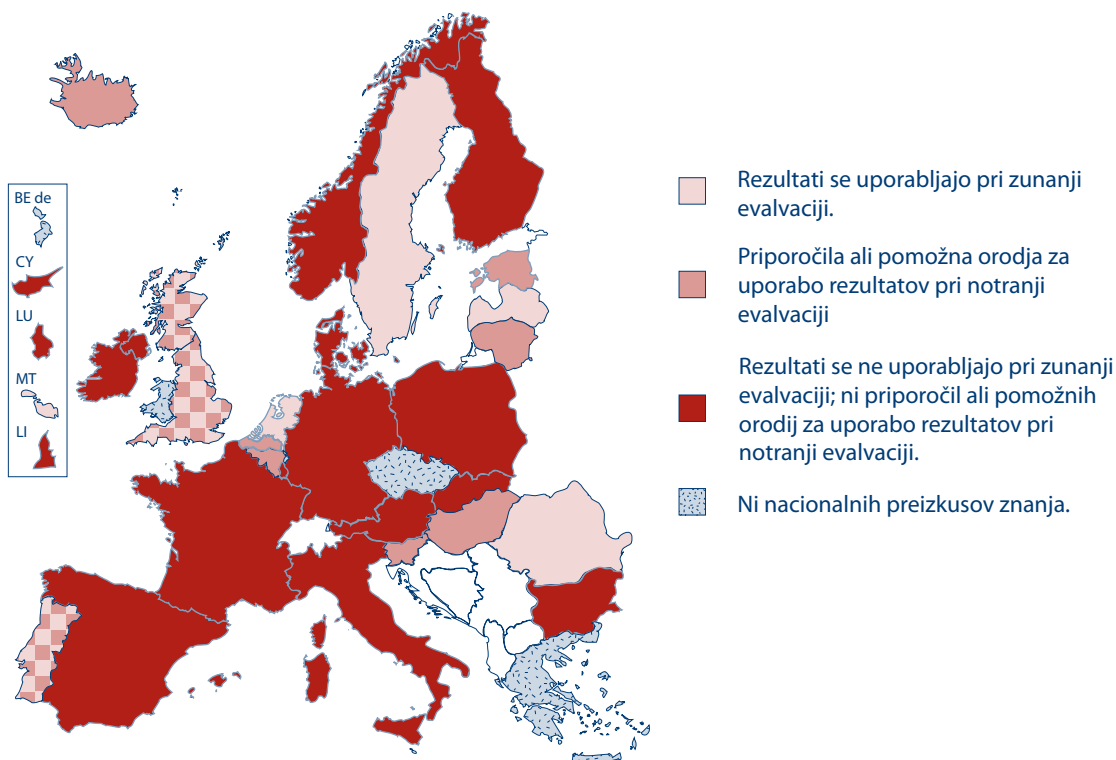 BE de
CY
LU
MT
LI
Rezultati se uporabljajo pri zunanji
evalvaciji.
Priporočila ali pomožna orodja za
uporabo rezultatov pri notranji
evalvaciji
Rezultati se ne uporabljajo pri zunanji
evalvaciji; ni priporočil ali pomožnih
orodij za uporabo rezultatov pri
notranji evalvaciji.
Ni nacionalnih preizkusov znanja.